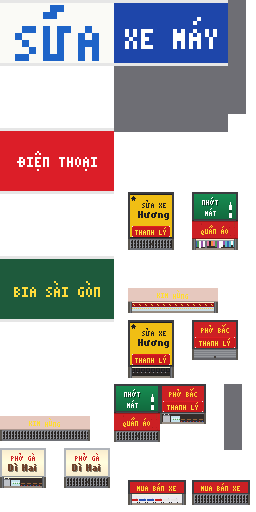 SỬA
XE MÁY
ĐIỆN THOẠI
SỬA XE
Hương
THANH LÝ
NHỚT
MÁT
QUẦN ÁO
BIA SÀI GÒN
SỬA XE
Hương
THANH LÝ
PHỞ BẮC
THANH LÝ
NHỚT
MÁT
QUẦN ÁO
PHỞ BẮC
THANH LÝ
PHỞ GÀ
Dì Hai
PHỞ GÀ
Dì Hai
MUA BÁN XE
MUA BÁN XE